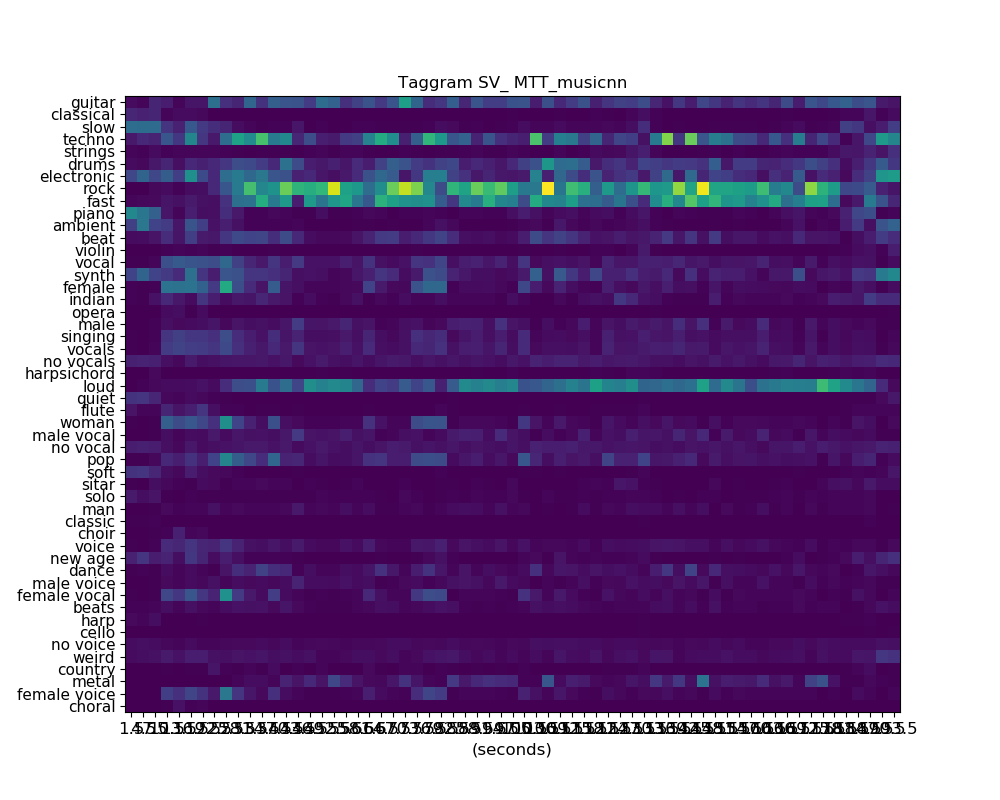 Taggram SV_ MTT_musicnn
guitar
classical
slow
techno
strings
drums
electronic
rock
fast
piano
ambient
beat
violin
vocal
synth
female
indian
opera
male
singing
vocals
no vocals
harpsichord
loud
quiet
flute
woman
male vocal
no vocal
pop
soft
sitar
solo
man
classic
choir
voice
new age
dance
male voice
female vocal
beats
harp
cello
no voice
weird
country
metal
female voice
choral
(seconds)